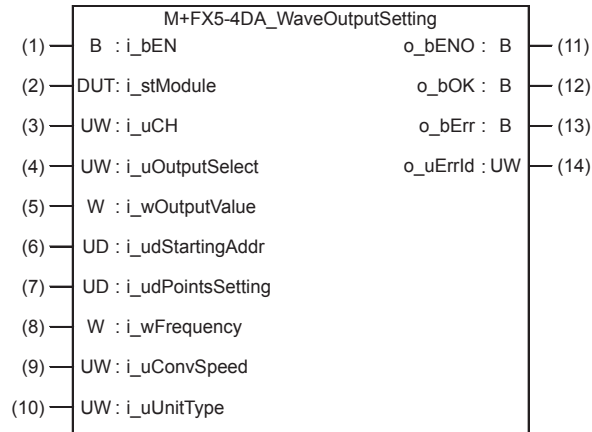 M+FX5-4DA_WaveOutputSetting
(1) B : i_bEN o_bENO : B (11)
(2) DUT: i_stModule o_bOK : B (12)
(3) UW : i_uCH o_bErr : B (13)
(4) UW : i_uOutputSelect o_uErrId : UW (14)
(5) W : i_wOutputValue
(6) UD : i_udStartingAddr
(7) UD : i_udPointsSetting
(8) W : i_wFrequency
(9) UW : i_uConvSpeed
(10) UW : i_uUnitType